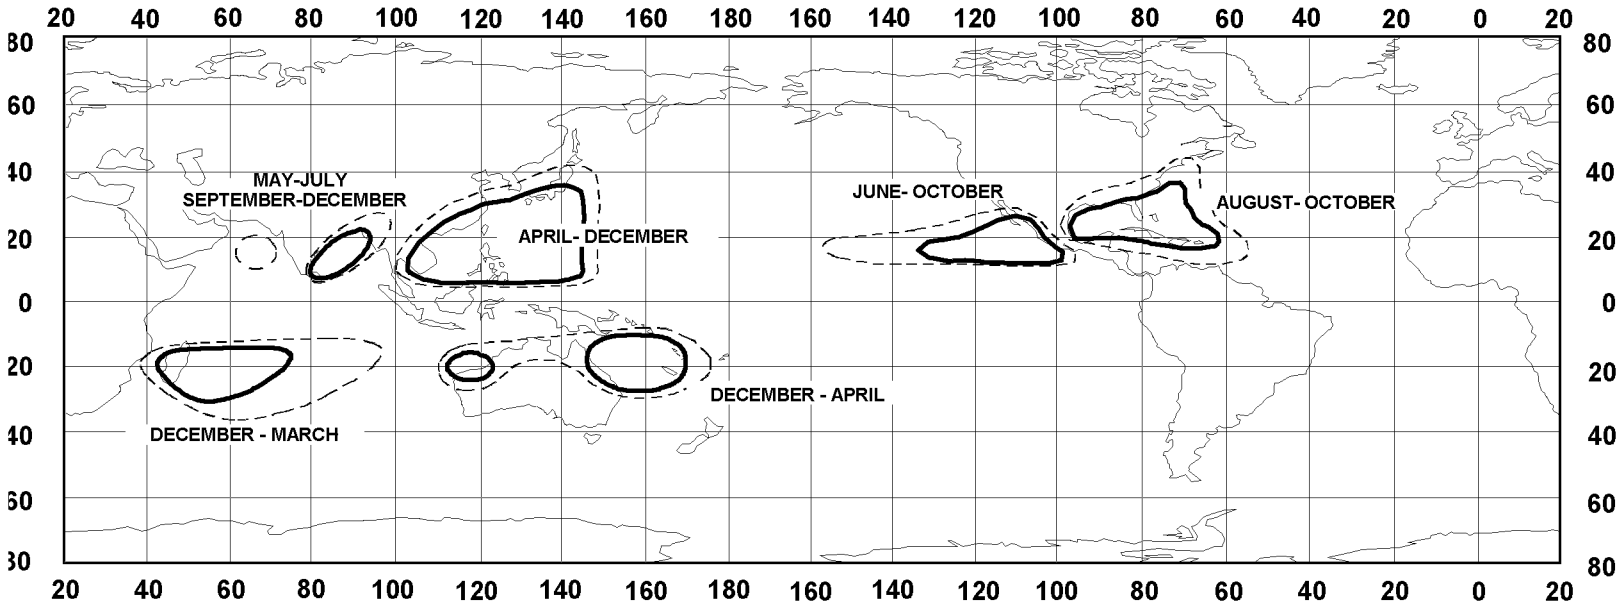 20 40 60 80 100 120 140 160 180 160 140 120 100 80 60 40 20 0 20
80 80
60 60
40 40
MAY-JULY
SEPTEMBER-DECEMBER
JUNE- OCTOBER
AUGUST- OCTOBER
20 20
APRIL- DECEMBER
0 0
20 20
DECEMBER - APRIL
DECEMBER - MARCH
40 40
60 60
80 80
20 40 60 80 100 120 140 160 180 160 140 120 100 80 60 40 20 0 20